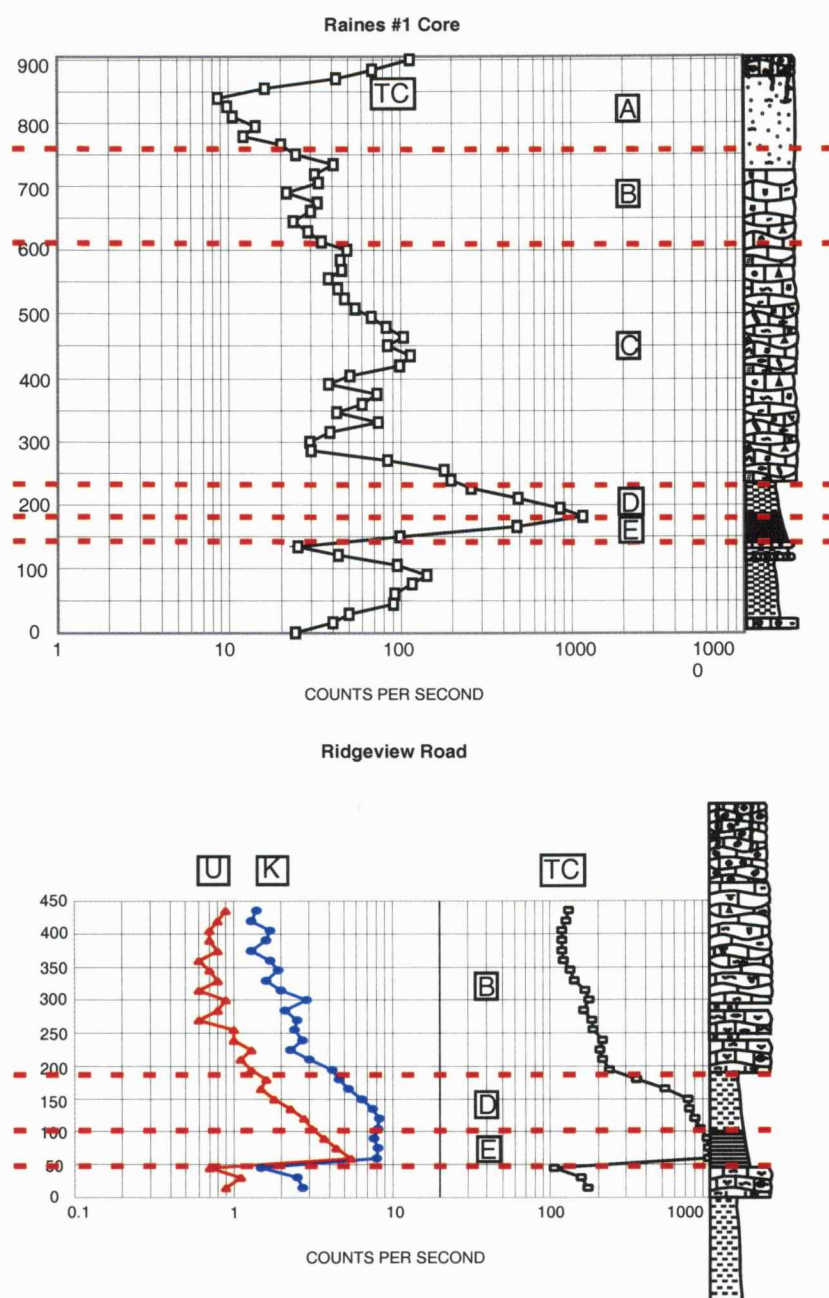 Raines #1 Core
900
TC
A
800
700
B
600
500
C
400
300
200
D
E
100
0
1 10 100 1000 1000
0
COUNTS PER SECOND
Ridgeview Road
U K TC
450
400
350
300
B
250
200
150
D
100
E
50
0
0.1 1 10 100 1000
COUNTS PER SECOND